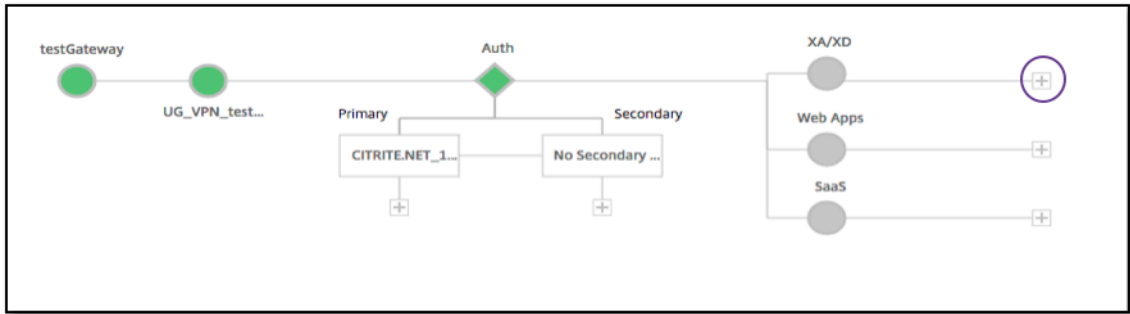 testGateway
UG_VPN_test...
Auth
Primary
Secondary
CITRITE.NET_1...
No Secondary ...
XA/XD
Web Apps
SaaS